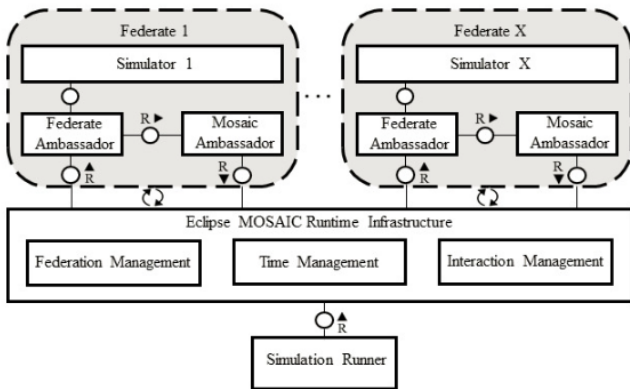 Federate 1
Federate X
Simulator 1
Simulator X
...
Federate
Ambassador
R ►
Mosaic
Ambassador
Federate
Ambassador
R ►
Mosaic
Ambassador
▲
R
R
▼
▲
R
R
▼
Eclipse MOSAIC Runtime Infrastructure
Federation Management
Time Management
Interaction Management
▲
R
Simulation Runner